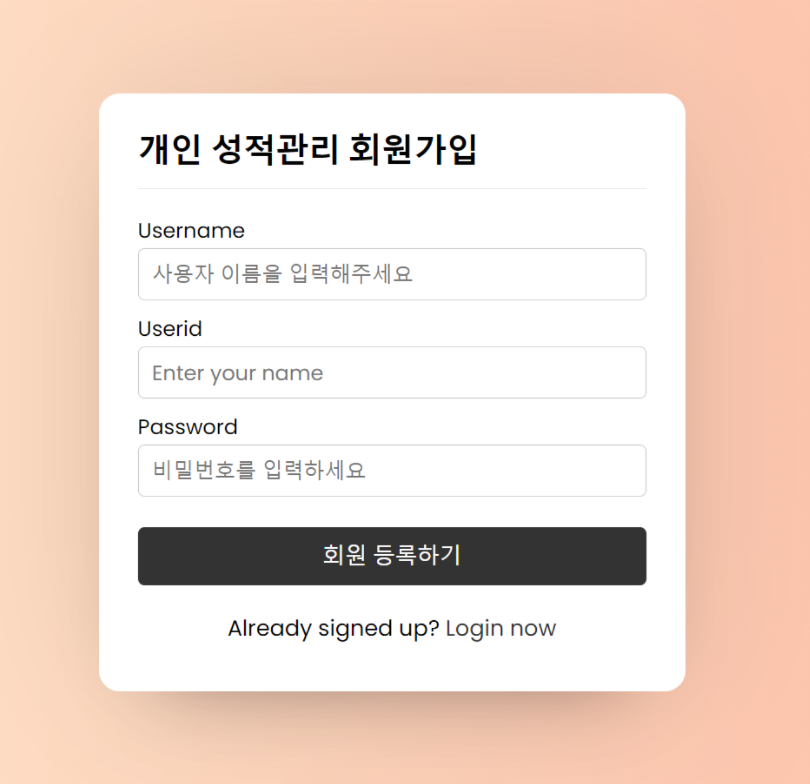 개인 성적관리 회원가입
Username
사용자 이름을 입력해주세요
Userid
Enter your name
Password
비밀번호를 입력하세요
회원 등록하기
Already signed up? Login now